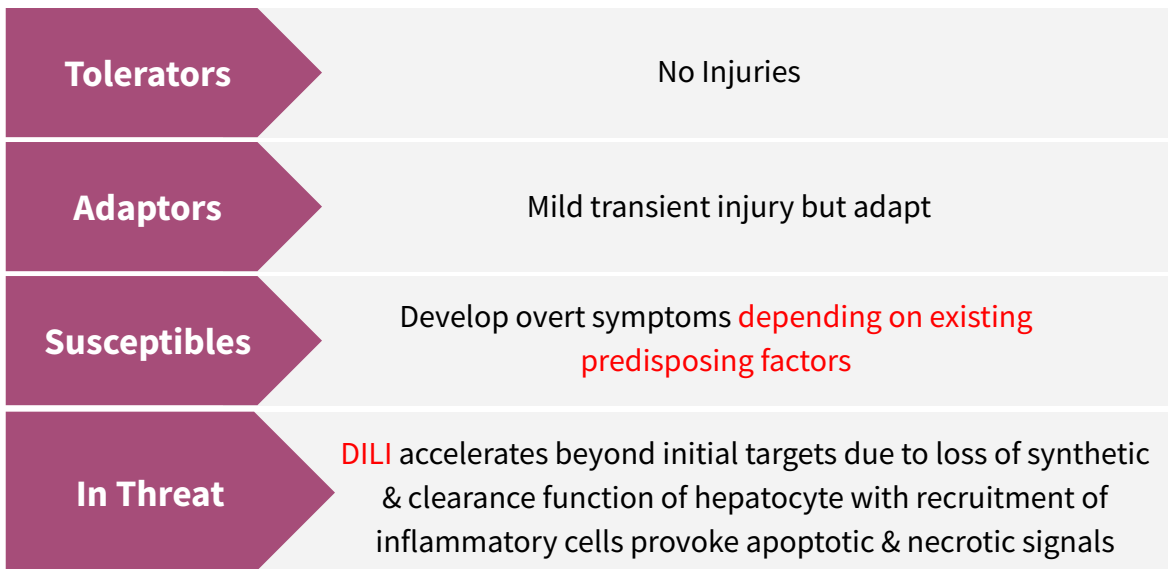 Tolerators
No Injuries
Adaptors
Mild transient injury but adapt
Susceptibles
Develop overt symptoms depending on existing
predisposing factors
In Threat
DILI accelerates beyond initial targets due to loss of synthetic
& clearance function of hepatocyte with recruitment of
inflammatory cells provoke apoptotic & necrotic signals